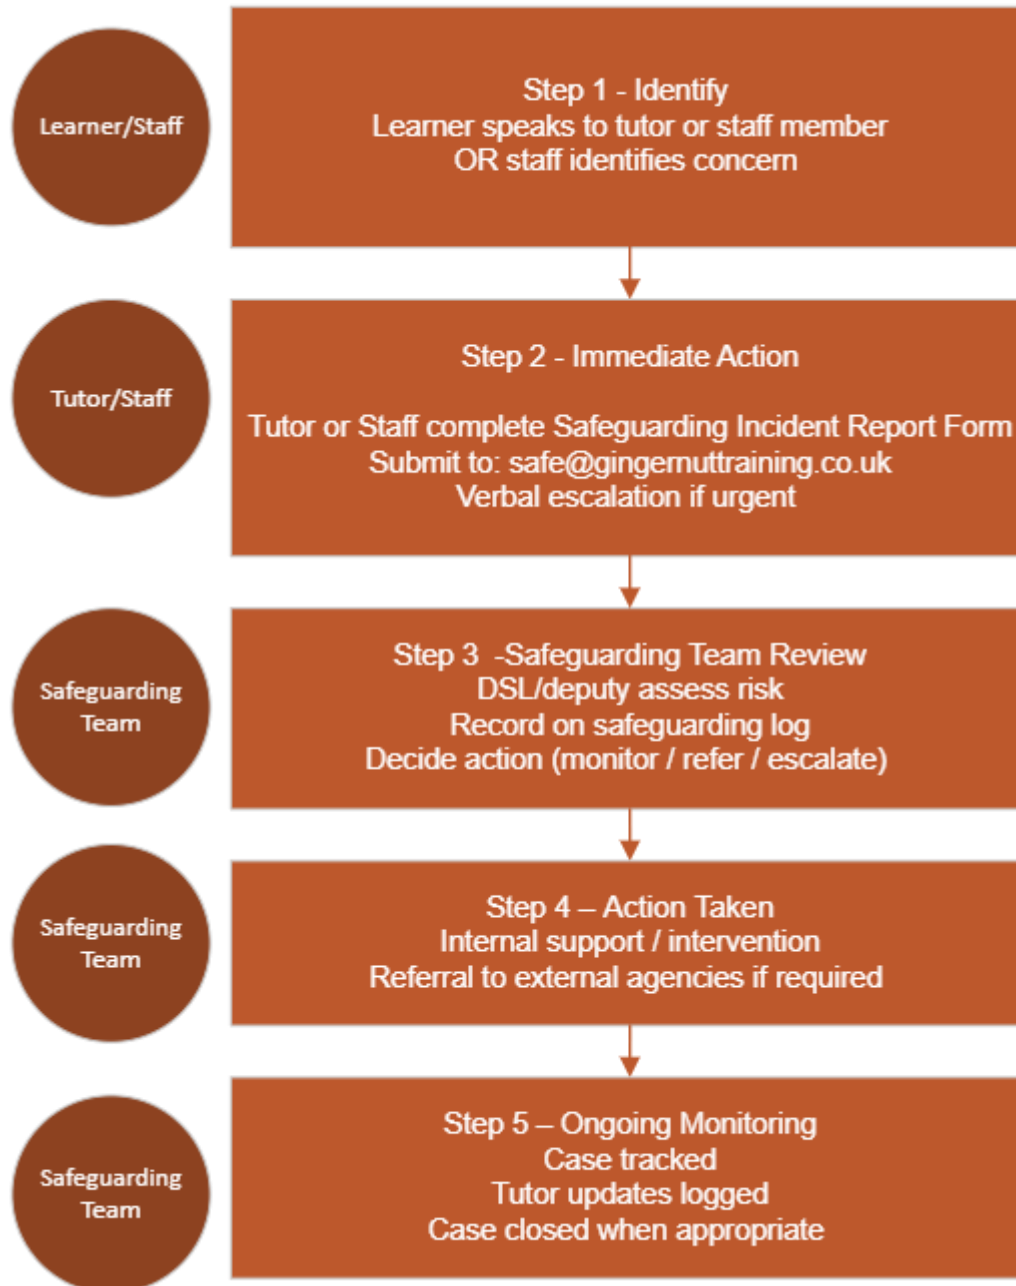 Learner/Staff
Step 1 - Identify
Learner speaks to tutor or staff member
OR staff identifies concern
Tutor/Staff
Step 2 - Immediate Action
Tutor or Staff complete Safeguarding Incident Report Form
Submit to: safe@gingernuttraining.co.uk
Verbal escalation if urgent
Safeguarding
Team
Step 3 -Safeguarding Team Review
DSL/deputy assess risk
Record on safeguarding log
Decide action (monitor / refer / escalate)
Safeguarding
Team
Step 4 – Action Taken
Internal support / intervention
Referral to external agencies if required
Safeguarding
Team
Step 5 – Ongoing Monitoring
Case tracked
Tutor updates logged
Case closed when appropriate